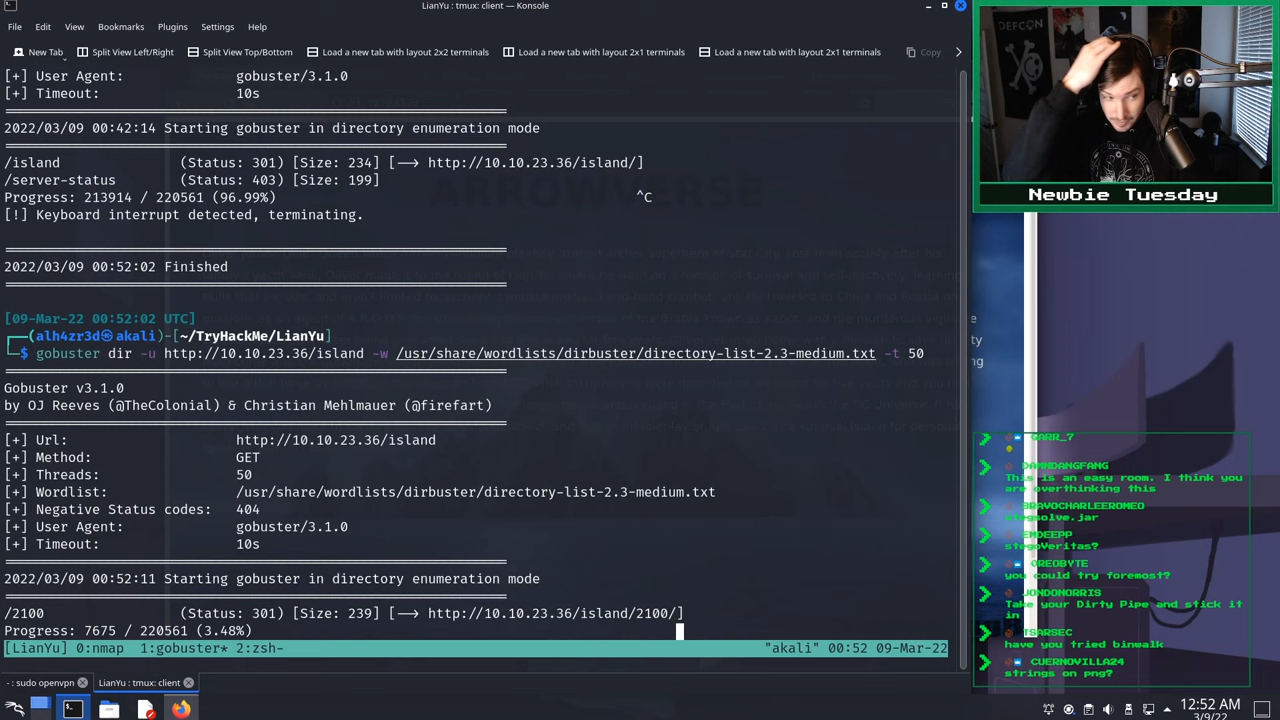 LianYu : tmux: client — Konsole
File Edit View Bookmarks Plugins Settings Help
New Tab Split View Left/Right Split View Top/Bottom Load a new tab with layout 2x2 terminals Load a new tab with layout 2x1 terminals Load a new tab with layout 2x1 terminals Copy
[+] User Agent: gobuster/3.1.0
[+] Timeout: 10s
===============================================================
2022/03/09 00:42:14 Starting gobuster in directory enumeration mode
===============================================================
/island (Status: 301) [Size: 234] [--> http://10.10.23.36/island/]
/server-status (Status: 403) [Size: 199]
Progress: 213914 / 220561 (96.99%) ^C
[!] Keyboard interrupt detected, terminating.
===============================================================
2022/03/09 00:52:02 Finished
===============================================================
[09-Mar-22 00:52:02 UTC]
(alh4zr3d㉿akali)-[~/TryHackMe/LianYu]
$ gobuster dir -u http://10.10.23.36/island -w /usr/share/wordlists/dirbuster/directory-list-2.3-medium.txt -t 50
===============================================================
Gobuster v3.1.0
by OJ Reeves (@TheColonial) & Christian Mehlmauer (@firefart)
===============================================================
[+] Url: http://10.10.23.36/island
[+] Method: GET
[+] Threads: 50
[+] Wordlist: /usr/share/wordlists/dirbuster/directory-list-2.3-medium.txt
[+] Negative Status codes: 404
[+] User Agent: gobuster/3.1.0
[+] Timeout: 10s
===============================================================
2022/03/09 00:52:11 Starting gobuster in directory enumeration mode
===============================================================
/2100 (Status: 301) [Size: 239] [--> http://10.10.23.36/island/2100/]
Progress: 7675 / 220561 (3.48%)
[LianYu] 0:nmap 1:gobuster* 2:zsh- "akali" 00:52 09-Mar-22
- : sudo openvpn LianYu : tmux: client
DEFCON
Newbie Tuesday
DAMNDANGFANG
This is an easy room. I think you
are overthinking this
BRAVOCHARLEEROMEO
stegsolve.jar
EMDEEPP
stegoVeritas?
OREOBYTE
you could try foremost?
JONDONORRIS
Take your Dirty Pipe and stick it
in
TSARSEC
have you tried binwalk
CUERNOVILLA24
strings on png?
12:52 AM
3/9/22